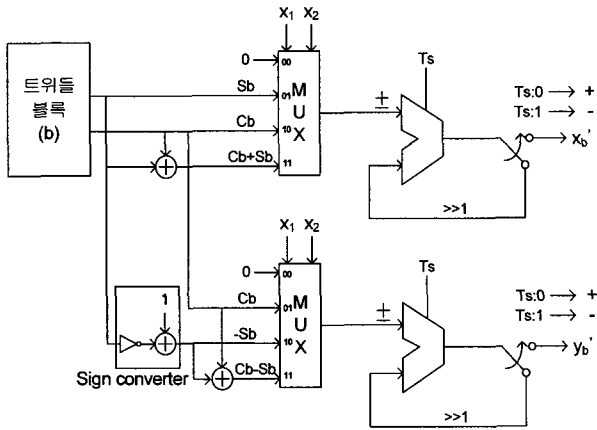 트위들
블록
(b)
X1 X2
0
00
Sb
01
Cb
10
Cb+Sb
11
M
U
X
±
Ts
Ts:0 → +
Ts:1 → -
xb'
>>1
X1 X2
0
00
Cb
01
-Sb
10
Cb-Sb
11
M
U
X
1
Sign converter
±
Ts
Ts:0 → +
Ts:1 → -
yb'
>>1